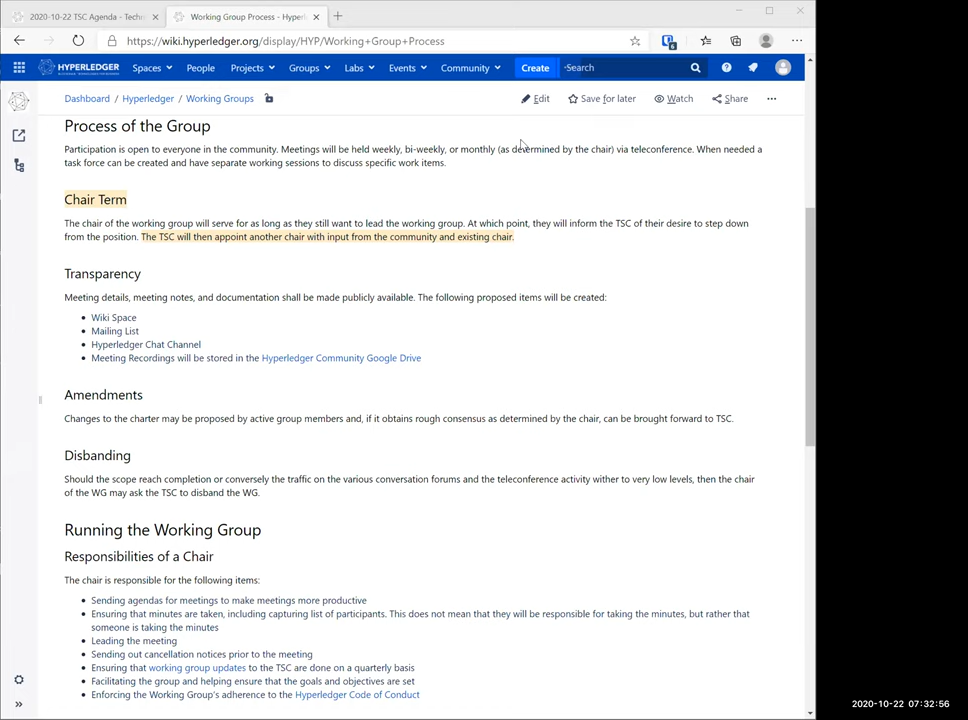 2020-10-22 TSC Agenda - Techn
Working Group Process - Hyperle
https://wiki.hyperledger.org/display/HYP/Working+Group+Process
6
HYPERLEDGER
Spaces
People
Projects
Groups
Labs
Events
Community
Create
Search
Dashboard / Hyperledger / Working Groups
Edit
Save for later
Watch
Share
Process of the Group
Participation is open to everyone in the community. Meetings will be held weekly, bi-weekly, or monthly (as determined by the chair) via teleconference. When needed a
task force can be created and have separate working sessions to discuss specific work items.
Chair Term
The chair of the working group will serve for as long as they still want to lead the working group. At which point, they will inform the TSC of their desire to step down
from the position. The TSC will then appoint another chair with input from the community and existing chair.
Transparency
Meeting details, meeting notes, and documentation shall be made publicly available. The following proposed items will be created:
Wiki Space
Mailing List
Hyperledger Chat Channel
Meeting Recordings will be stored in the Hyperledger Community Google Drive
Amendments
Changes to the charter may be proposed by active group members and, if it obtains rough consensus as determined by the chair, can be brought forward to TSC.
Disbanding
Should the scope reach completion or conversely the traffic on the various conversation forums and the teleconference activity wither to very low levels, then the chair
of the WG may ask the TSC to disband the WG.
Running the Working Group
Responsibilities of a Chair
The chair is responsible for the following items:
Sending agendas for meetings to make meetings more productive
Ensuring that minutes are taken, including capturing list of participants. This does not mean that they will be responsible for taking the minutes, but rather that
someone is taking the minutes
Leading the meeting
Sending out cancellation notices prior to the meeting
Ensuring that working group updates to the TSC are done on a quarterly basis
Facilitating the group and helping ensure that the goals and objectives are set
Enforcing the Working Group's adherence to the Hyperledger Code of Conduct
2020-10-22 07:32:56